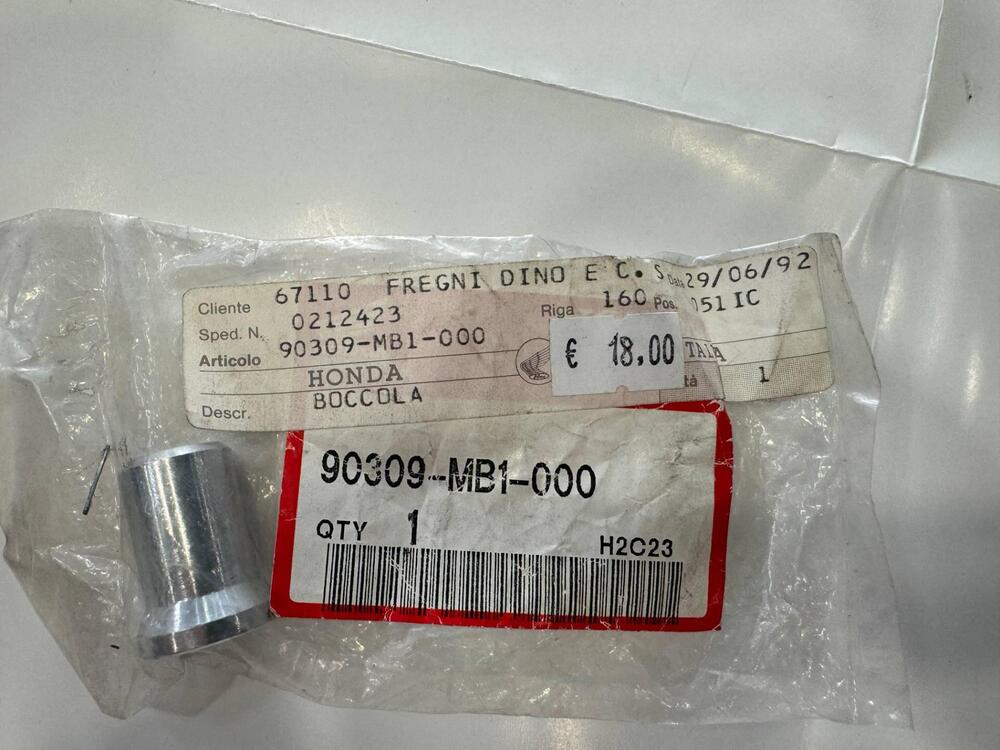 Cliente 67110 FREGNI DINO E C. S Data 29/06/92
Sped. N. 0212423 Riga 160 Pos. 051 IC
Articolo 90309-MB1-000
€ 18,00
HONDA 1
Descr. BOCCOLA
90309-MB1-000
QTY 1 H2C23